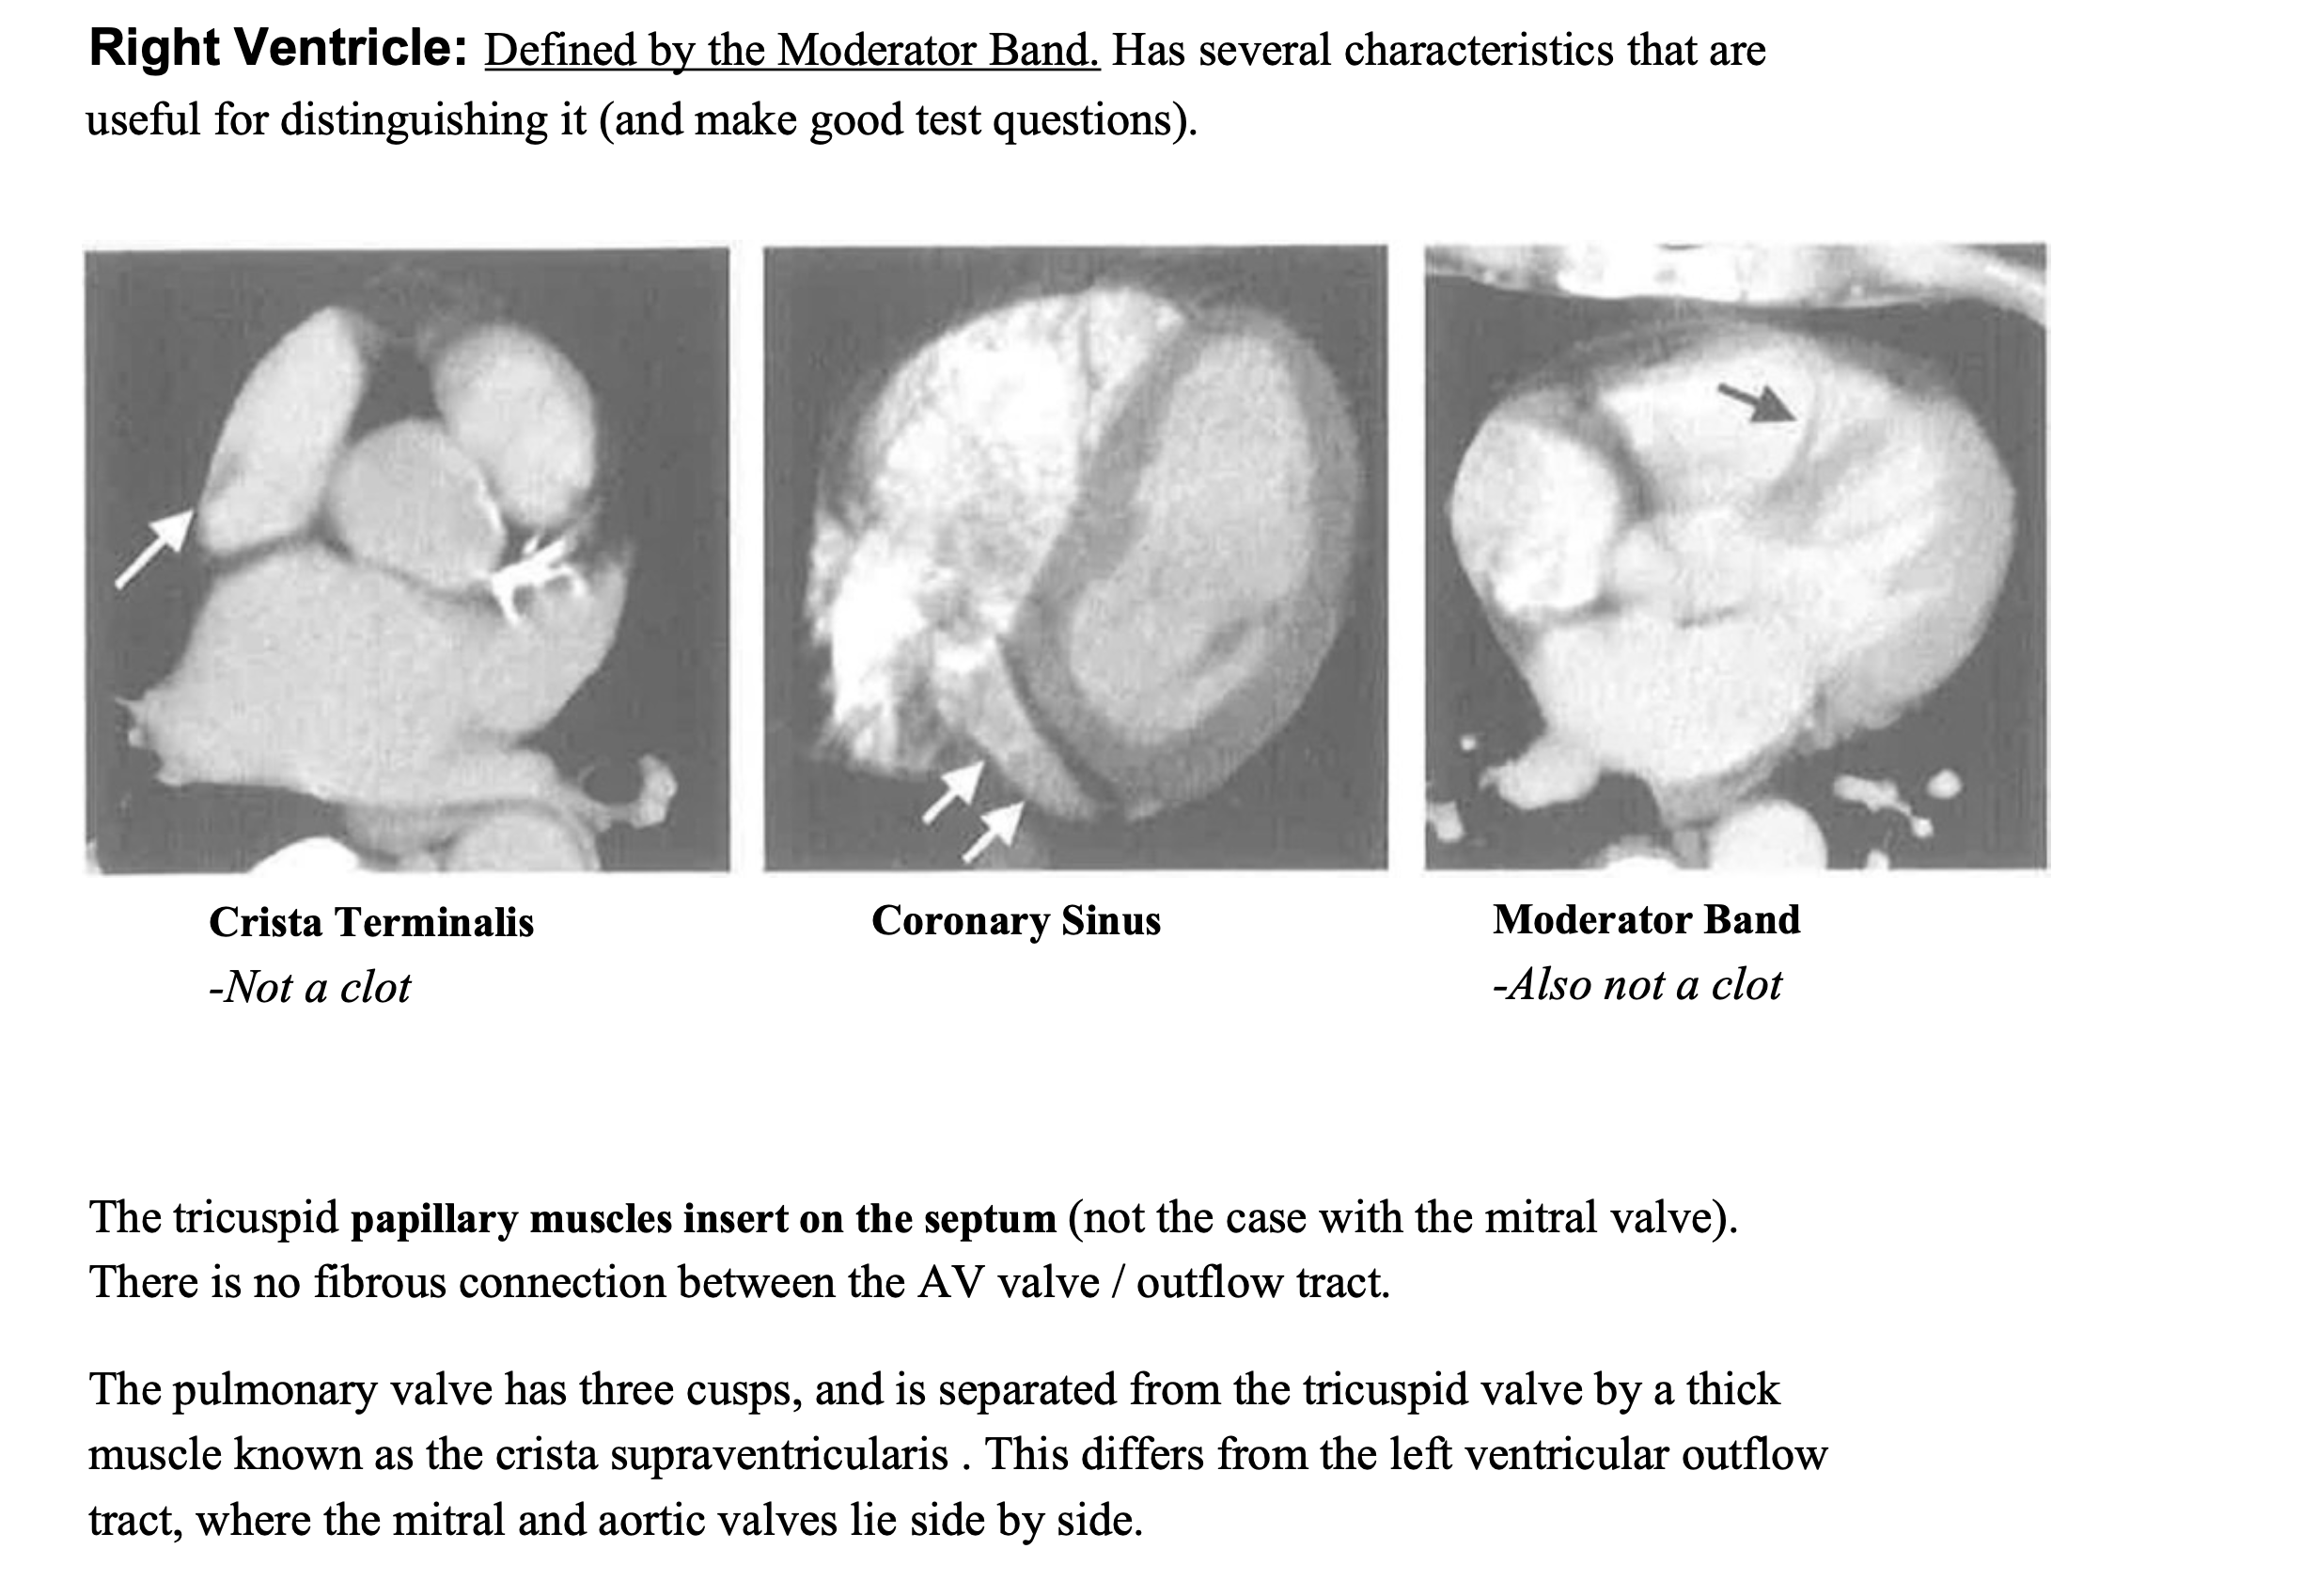 Right Ventricle: Defined by the Moderator Band. Has several characteristics that are
useful for distinguishing it (and make good test questions).
Crista Terminalis
-Not a clot
Coronary Sinus
Moderator Band
-Also not a clot
The tricuspid papillary muscles insert on the septum (not the case with the mitral valve).
There is no fibrous connection between the AV valve / outflow tract.
The pulmonary valve has three cusps, and is separated from the tricuspid valve by a thick
muscle known as the crista supraventricularis . This differs from the left ventricular outflow
tract, where the mitral and aortic valves lie side by side.